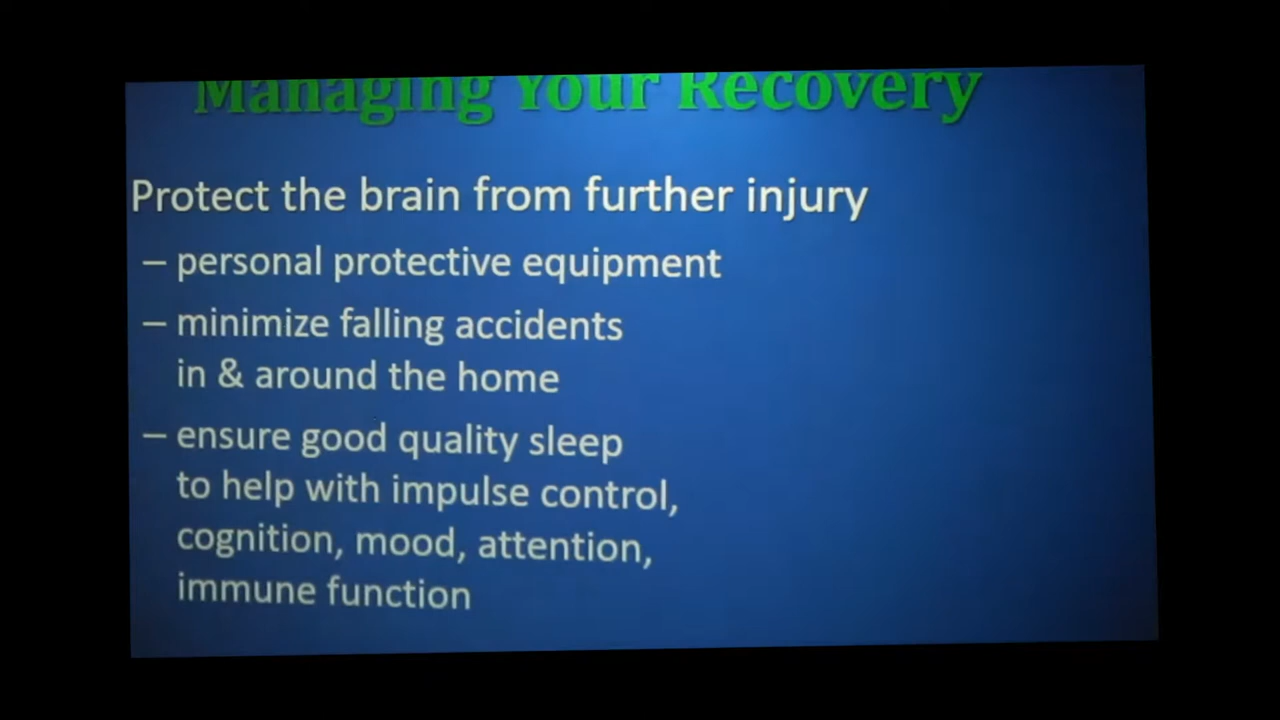 Managing Your Recovery
Protect the brain from further injury
– personal protective equipment
– minimize falling accidents
in & around the home
– ensure good quality sleep
to help with impulse control,
cognition, mood, attention,
immune function